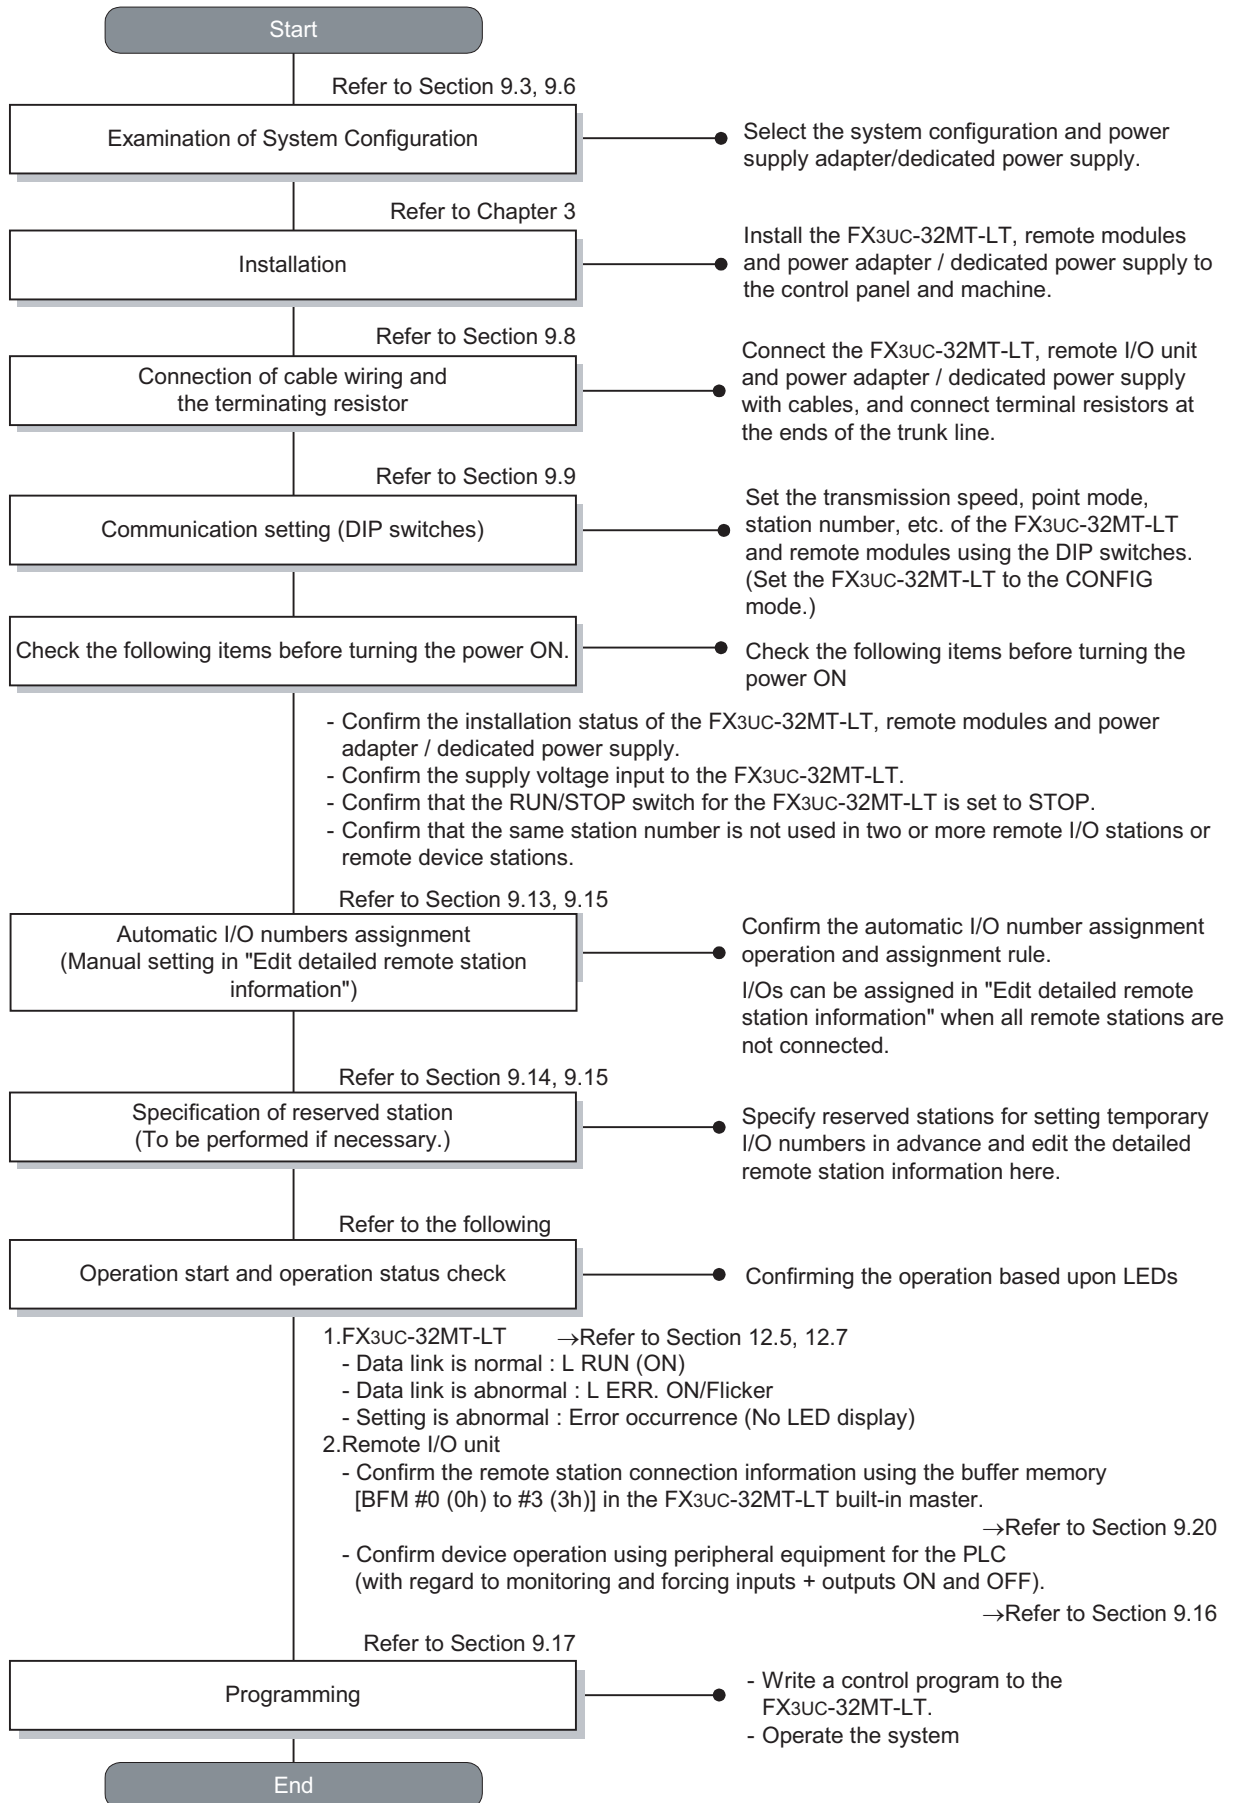 Start
Refer to Section 9.3, 9.6
Examination of System Configuration
Select the system configuration and power
supply adapter/dedicated power supply.
Refer to Chapter 3
Installation
Install the FX3UC-32MT-LT, remote modules
and power adapter / dedicated power supply to
the control panel and machine.
Refer to Section 9.8
Connection of cable wiring and
the terminating resistor
Connect the FX3UC-32MT-LT, remote I/O unit
and power adapter / dedicated power supply
with cables, and connect terminal resistors at
the ends of the trunk line.
Refer to Section 9.9
Communication setting (DIP switches)
Set the transmission speed, point mode,
station number, etc. of the FX3UC-32MT-LT
and remote modules using the DIP switches.
(Set the FX3UC-32MT-LT to the CONFIG
mode.)
Check the following items before turning the power ON.
Check the following items before turning the
power ON
- Confirm the installation status of the FX3UC-32MT-LT, remote modules and power
adapter / dedicated power supply.
- Confirm the supply voltage input to the FX3UC-32MT-LT.
- Confirm that the RUN/STOP switch for the FX3UC-32MT-LT is set to STOP.
- Confirm that the same station number is not used in two or more remote I/O stations or
remote device stations.
Refer to Section 9.13, 9.15
Automatic I/O numbers assignment
(Manual setting in "Edit detailed remote station
information")
Confirm the automatic I/O number assignment
operation and assignment rule.
I/Os can be assigned in "Edit detailed remote
station information" when all remote stations are
not connected.
Refer to Section 9.14, 9.15
Specification of reserved station
(To be performed if necessary.)
Specify reserved stations for setting temporary
I/O numbers in advance and edit the detailed
remote station information here.
Refer to the following
Operation start and operation status check
Confirming the operation based upon LEDs
1.FX3UC-32MT-LT →Refer to Section 12.5, 12.7
- Data link is normal : L RUN (ON)
- Data link is abnormal : L ERR. ON/Flicker
- Setting is abnormal : Error occurrence (No LED display)
2.Remote I/O unit
- Confirm the remote station connection information using the buffer memory
[BFM #0 (0h) to #3 (3h)] in the FX3UC-32MT-LT built-in master.
→Refer to Section 9.20
- Confirm device operation using peripheral equipment for the PLC
(with regard to monitoring and forcing inputs + outputs ON and OFF).
→Refer to Section 9.16
Refer to Section 9.17
Programming
- Write a control program to the
FX3UC-32MT-LT.
- Operate the system
End